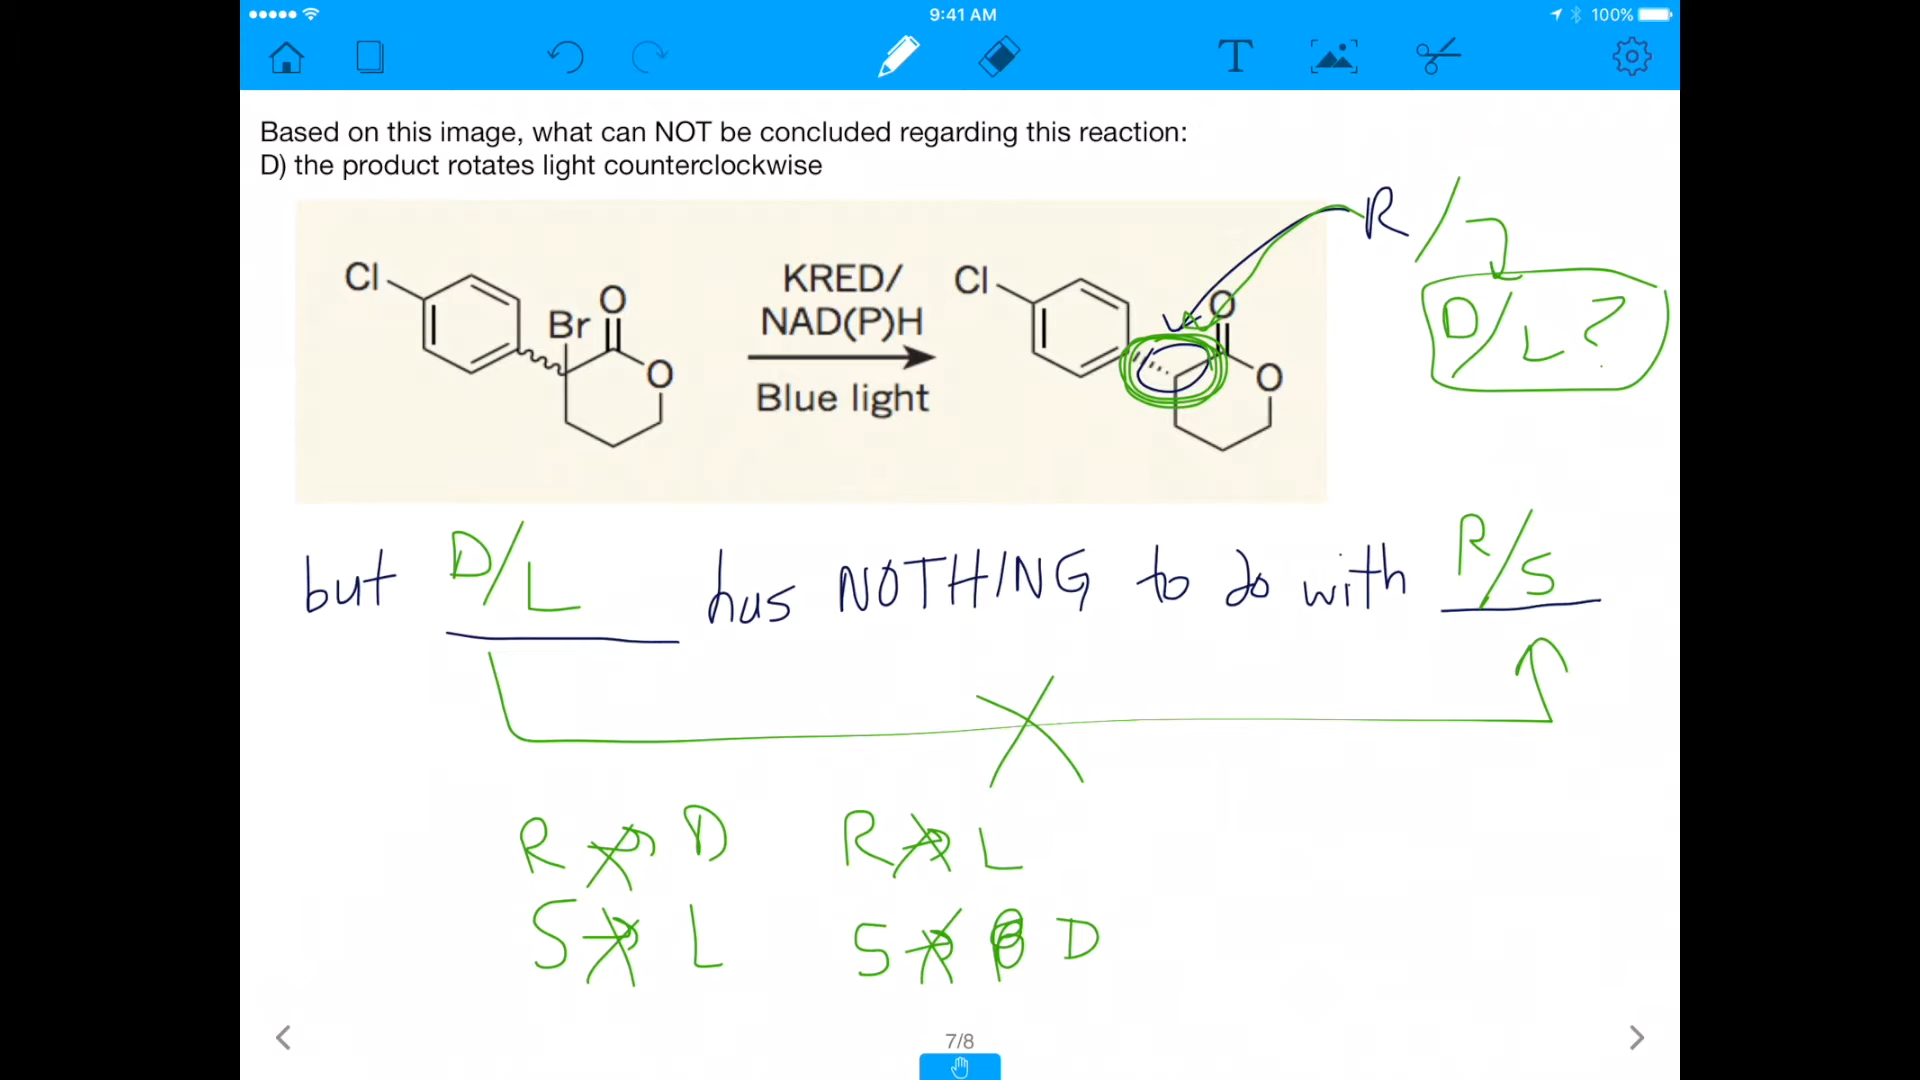 9:41 AM
100%
T
Based on this image, what can NOT be concluded regarding this reaction:
D) the product rotates light counterclockwise
R /
D/L ?
Cl
Br O
O
KRED/
NAD(P)H
Blue light
Cl
O
O
but D/L has NOTHING to do with R/S
R D R L
S L S D
7/8